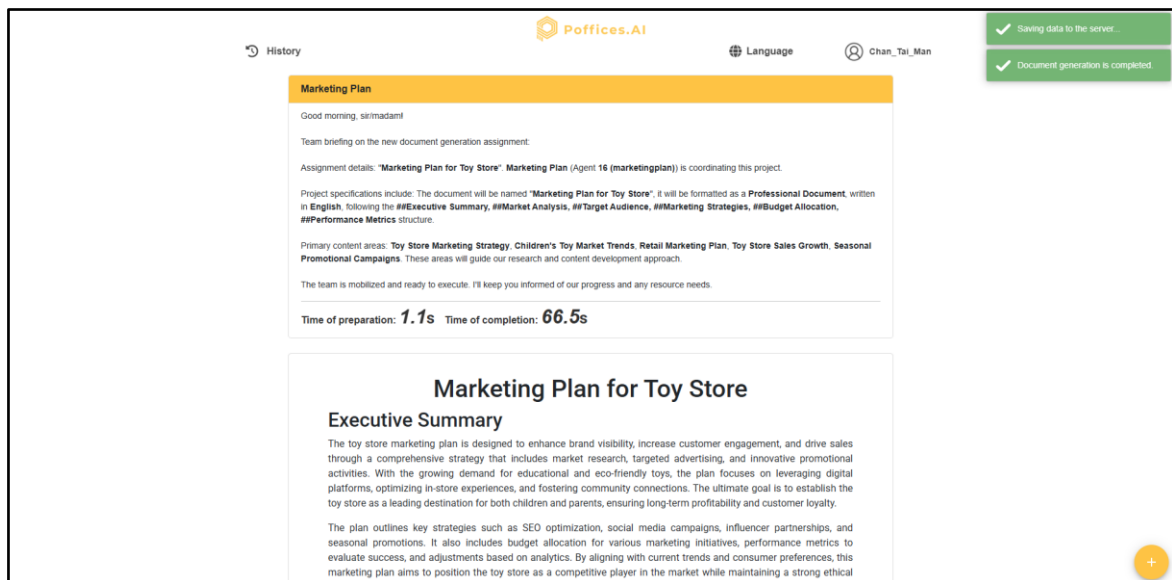 Poffices.AI
Saving data to the server...
History
Language
Chan_Tai_Man
Document generation is completed.
Marketing Plan
Good morning, sir/madam!
Team briefing on the new document generation assignment:
Assignment details: "Marketing Plan for Toy Store". Marketing Plan (Agent 16 (marketingplan)) is coordinating this project.
Project specifications include: The document will be named "Marketing Plan for Toy Store", it will be formatted as a Professional Document, written
in English, following the ##Executive Summary, ##Market Analysis, ##Target Audience, ##Marketing Strategies, ##Budget Allocation,
##Performance Metrics structure.
Primary content areas: Toy Store Marketing Strategy, Children's Toy Market Trends, Retail Marketing Plan, Toy Store Sales Growth, Seasonal
Promotional Campaigns. These areas will guide our research and content development approach.
The team is mobilized and ready to execute. I'll keep you informed of our progress and any resource needs.
Time of preparation: 1.1s Time of completion: 66.5s
Marketing Plan for Toy Store
Executive Summary
The toy store marketing plan is designed to enhance brand visibility, increase customer engagement, and drive sales
through a comprehensive strategy that includes market research, targeted advertising, and innovative promotional
activities. With the growing demand for educational and eco-friendly toys, the plan focuses on leveraging digital
platforms, optimizing in-store experiences, and fostering community connections. The ultimate goal is to establish the
toy store as a leading destination for both children and parents, ensuring long-term profitability and customer loyalty.
The plan outlines key strategies such as SEO optimization, social media campaigns, influencer partnerships, and
seasonal promotions. It also includes budget allocation for various marketing initiatives, performance metrics to
evaluate success, and adjustments based on analytics. By aligning with current trends and consumer preferences, this
marketing plan aims to position the toy store as a competitive player in the market while maintaining a strong ethical